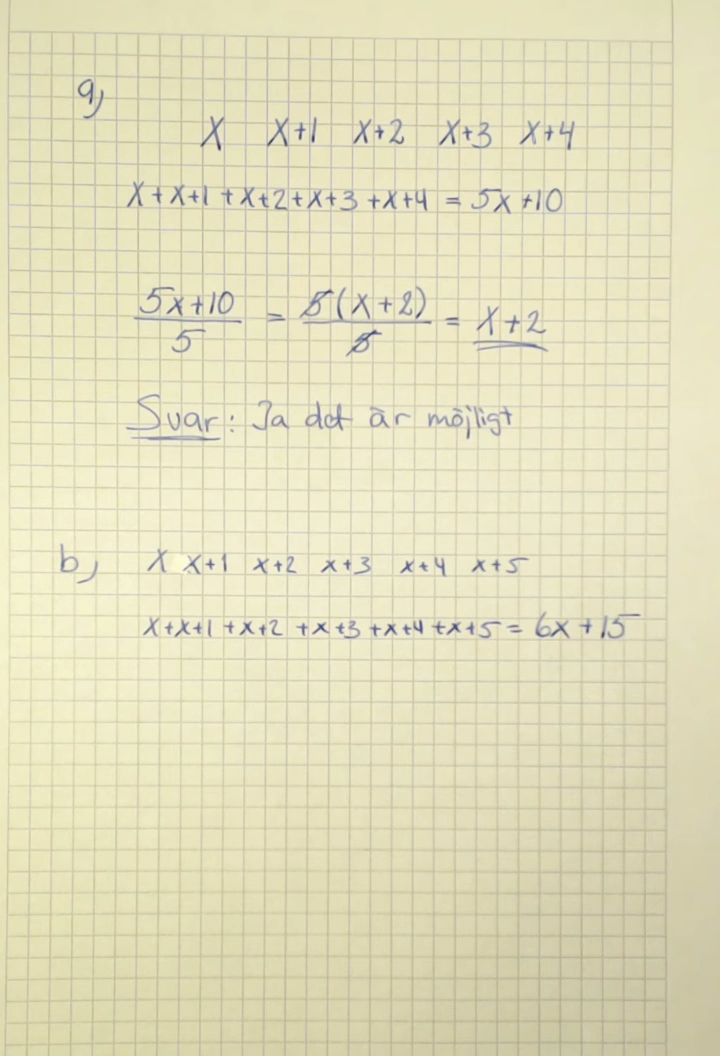 a)
x x+1 x+2 x+3 x+4
x+x+1+x+2+x+3+x+4 = 5x+10
5x+10/5 = 5(x+2)/5 = x+2
Svar: Ja det är möjligt
b) x x+1 x+2 x+3 x+4 x+5
x+x+1+x+2+x+3+x+4+x+5 = 6x+15